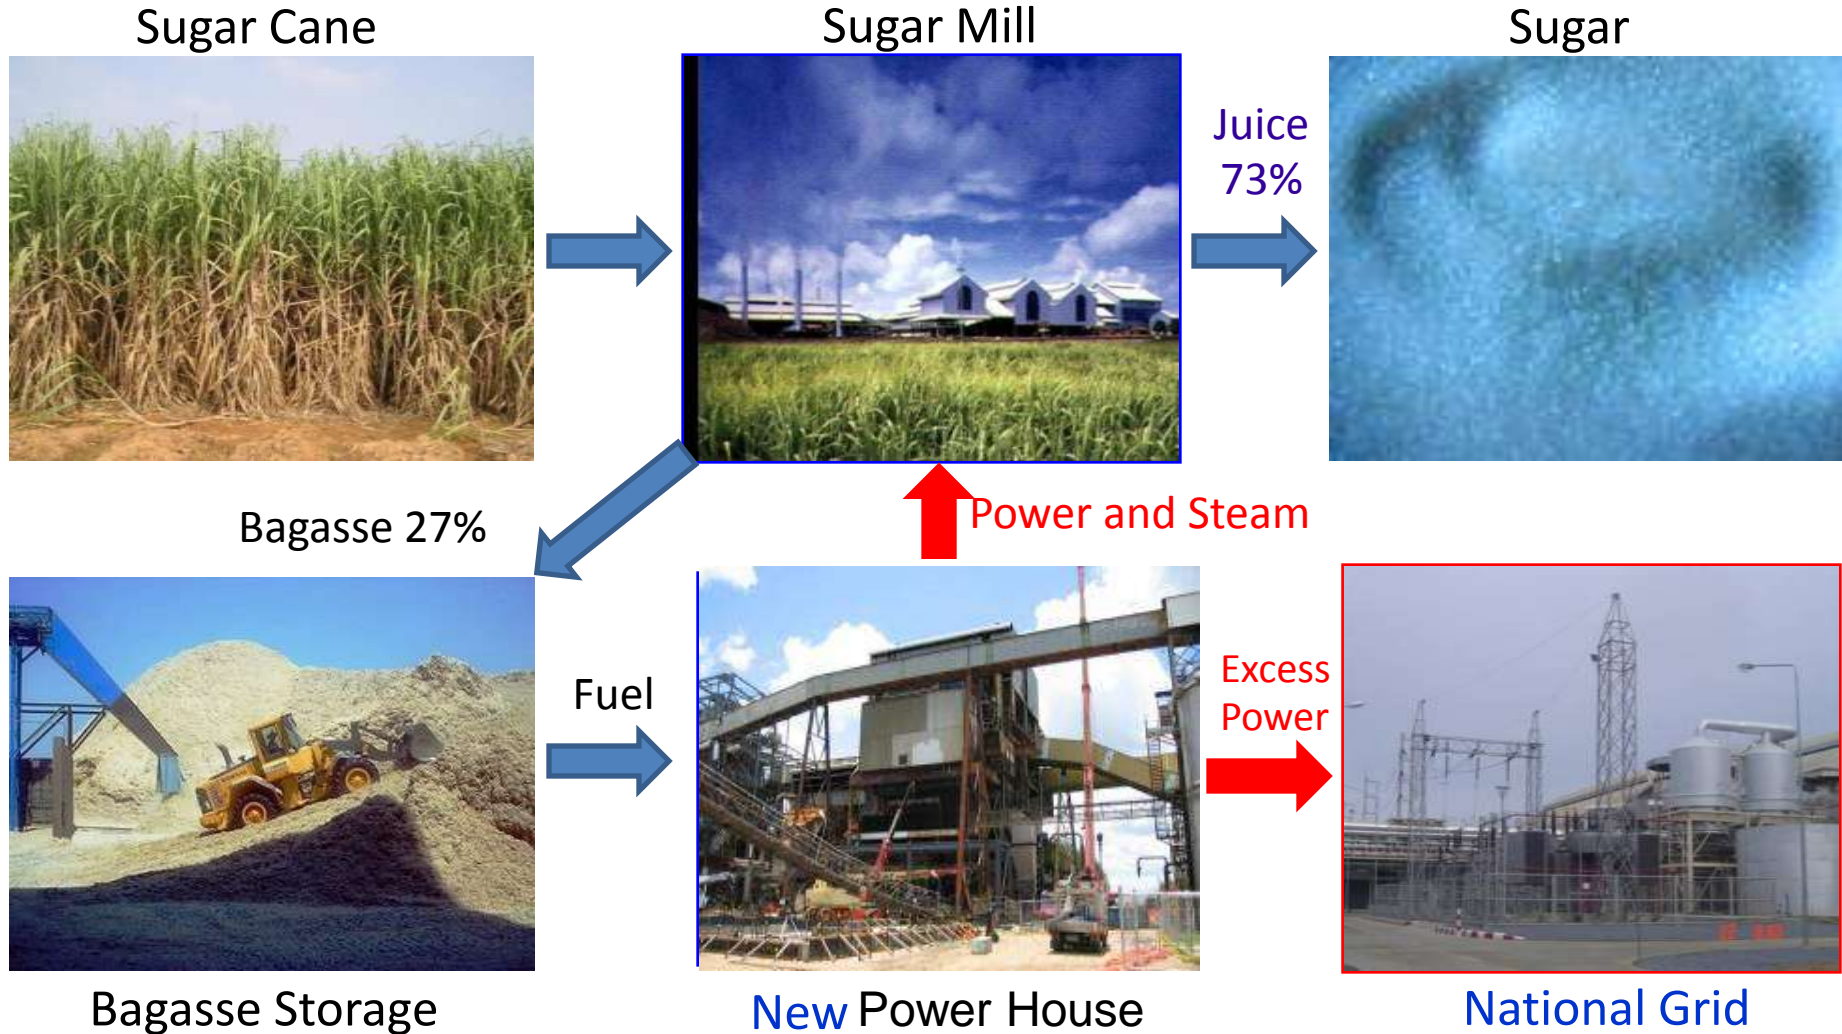 Sugar Cane
Sugar Mill
Sugar
Juice
73%
Bagasse 27%
Power and Steam
Fuel
Excess
Power
Bagasse Storage
New Power House
National Grid